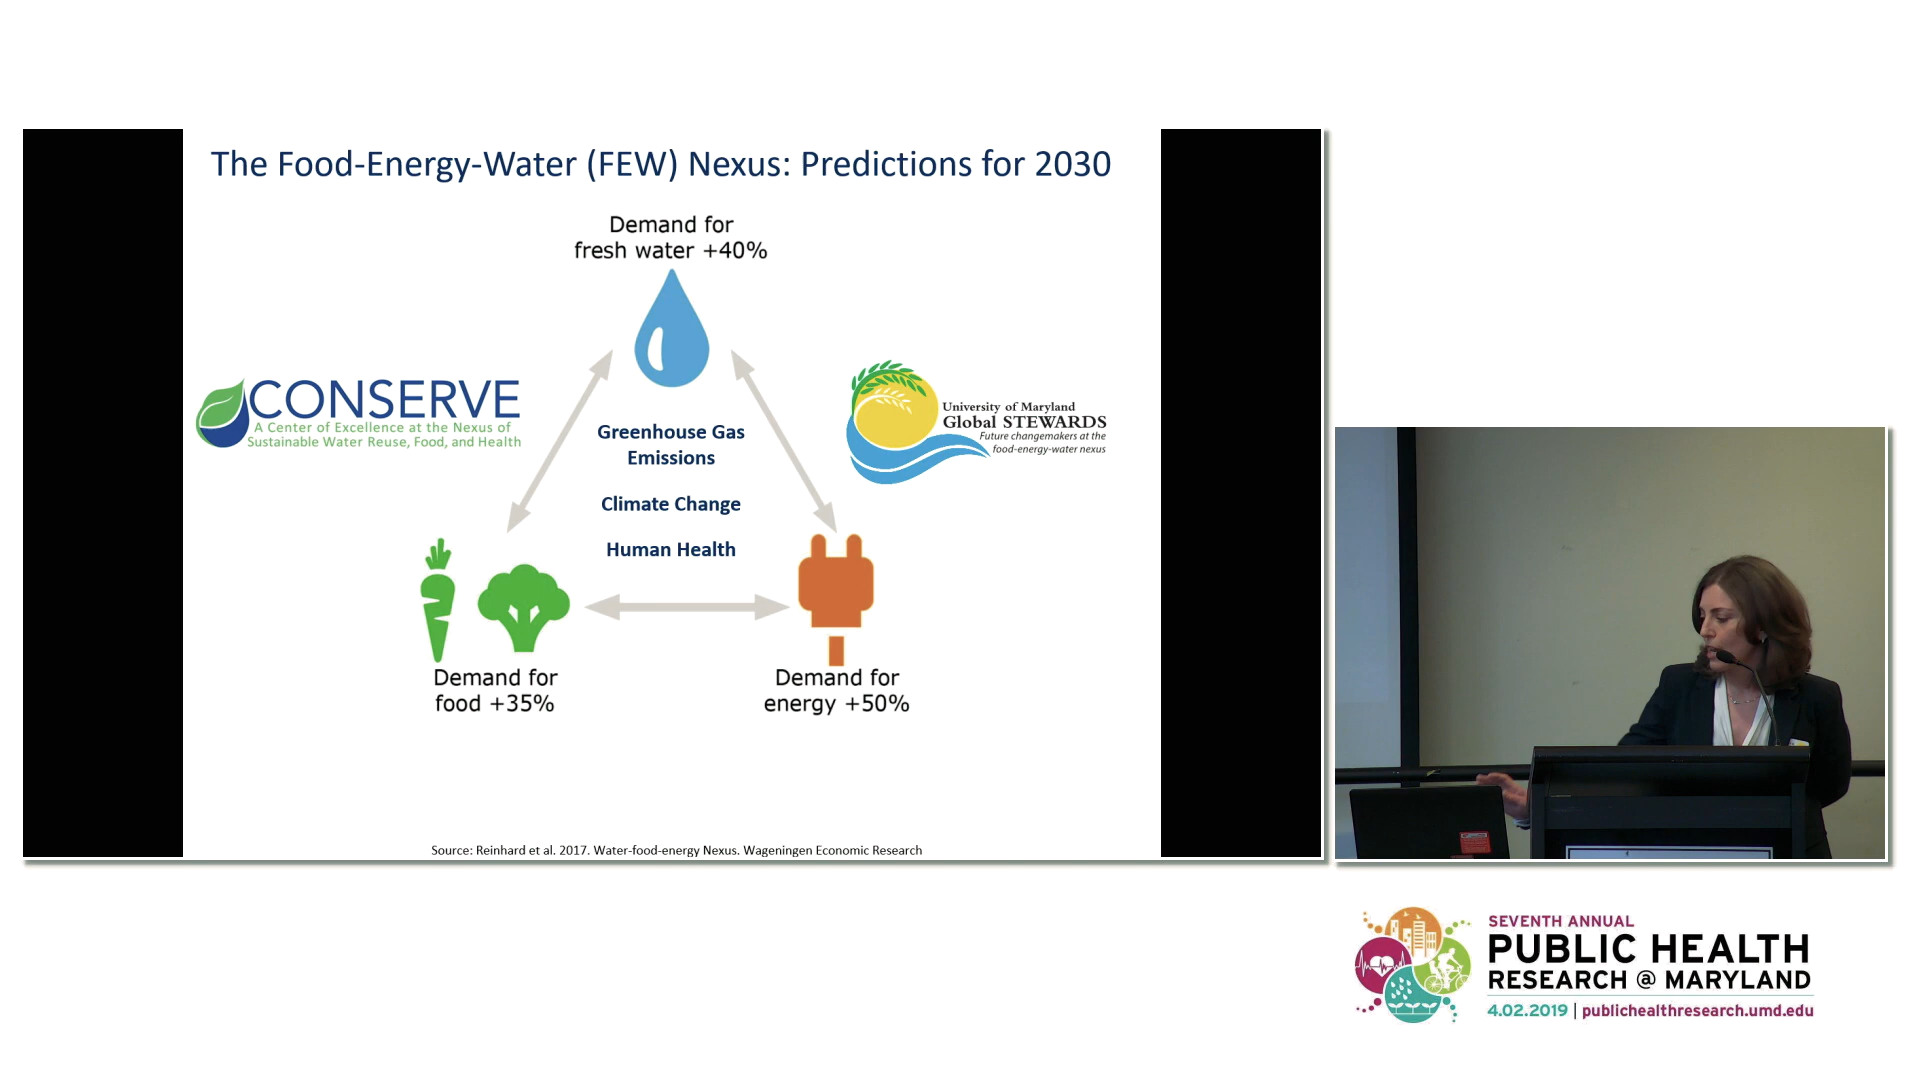 The Food-Energy-Water (FEW) Nexus: Predictions for 2030
Demand for
fresh water +40%
CONSERVE
A Center of Excellence at the Nexus of
Sustainable Water Reuse, Food, and Health
University of Maryland
Global STEWARDS
Future changemakers at the
food-energy-water nexus
Greenhouse Gas
Emissions
Climate Change
Human Health
Demand for
food +35%
Demand for
energy +50%
Source: Reinhard et al. 2017. Water-food-energy Nexus. Wageningen Economic Research
SEVENTH ANNUAL
PUBLIC HEALTH
RESEARCH @ MARYLAND
4.02.2019 | publichealthresearch.umd.edu